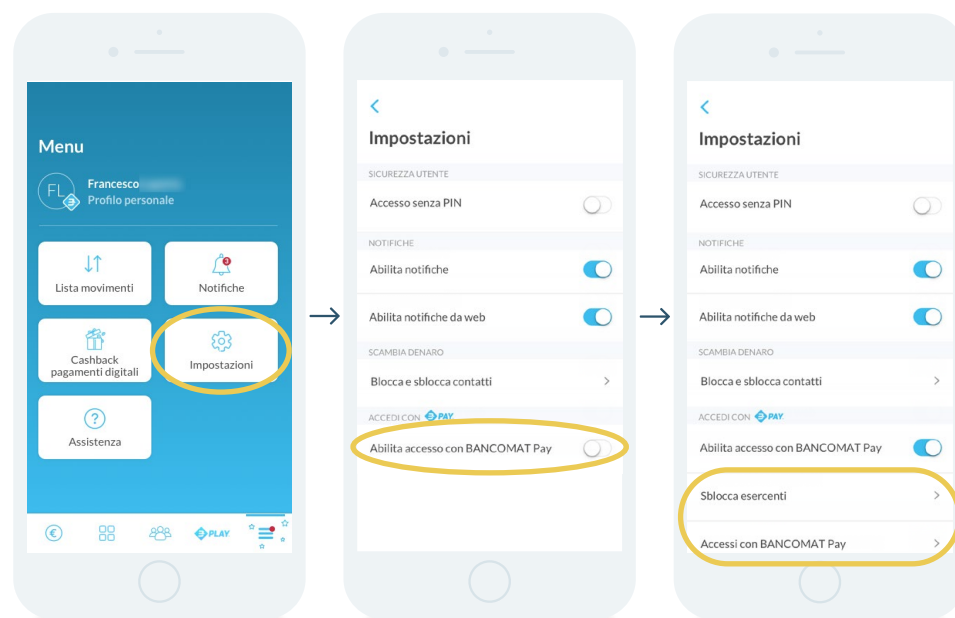 Menu
FL
Francesco
Profilo personale
Lista movimenti
3
Notifiche
Cashback
pagamenti digitali
Impostazioni
?
Assistenza
€
PLAY
Impostazioni
SICUREZZA UTENTE
Accesso senza PIN
NOTIFICHE
Abilita notifiche
Abilita notifiche da web
SCAMBIA DENARO
Blocca e sblocca contatti
ACCEDI CON PAY
Abilita accesso con BANCOMAT Pay
Impostazioni
SICUREZZA UTENTE
Accesso senza PIN
NOTIFICHE
Abilita notifiche
Abilita notifiche da web
SCAMBIA DENARO
Blocca e sblocca contatti
ACCEDI CON PAY
Abilita accesso con BANCOMAT Pay
Sblocca esercenti
Accessi con BANCOMAT Pay